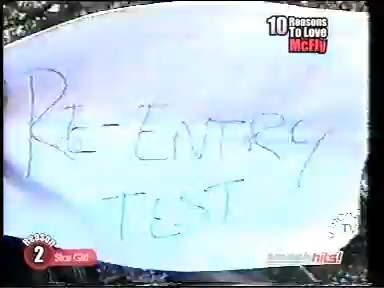 10 Reasons
To Love
McFly
RE-ENTRY
TEST
Reason
2
Star Girl
smash hits!